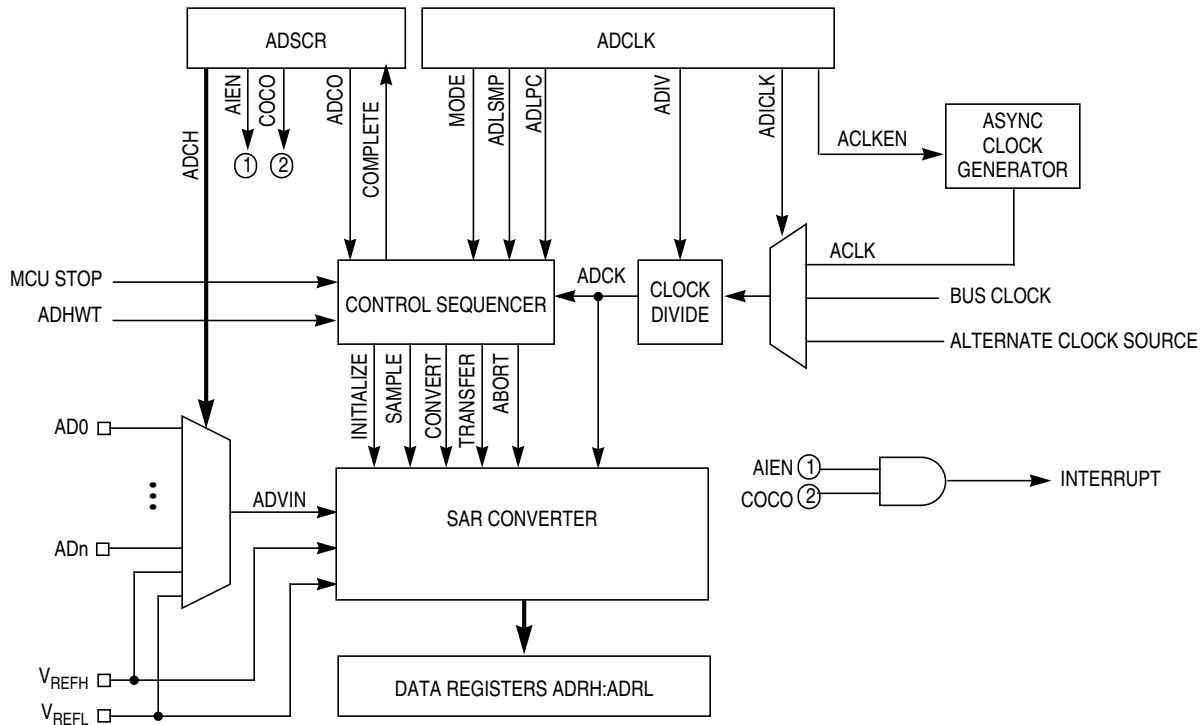 ADSCR
ADCLK
ADCH
AIEN
COCO
ADCO
COMPLETE
MODE
ADLSMP
ADLPC
ADIV
ADICLK
ACLKEN
ASYNC
CLOCK
GENERATOR
1
2
ACLK
MCU STOP
ADHWT
CONTROL SEQUENCER
ADCK
CLOCK
DIVIDE
BUS CLOCK
ALTERNATE CLOCK SOURCE
INITIALIZE
SAMPLE
CONVERT
TRANSFER
ABORT
AD0
•••
ADn
ADVIN
SAR CONVERTER
AIEN 1
COCO 2
INTERRUPT
VREFH
VREFL
DATA REGISTERS ADRH:ADRL